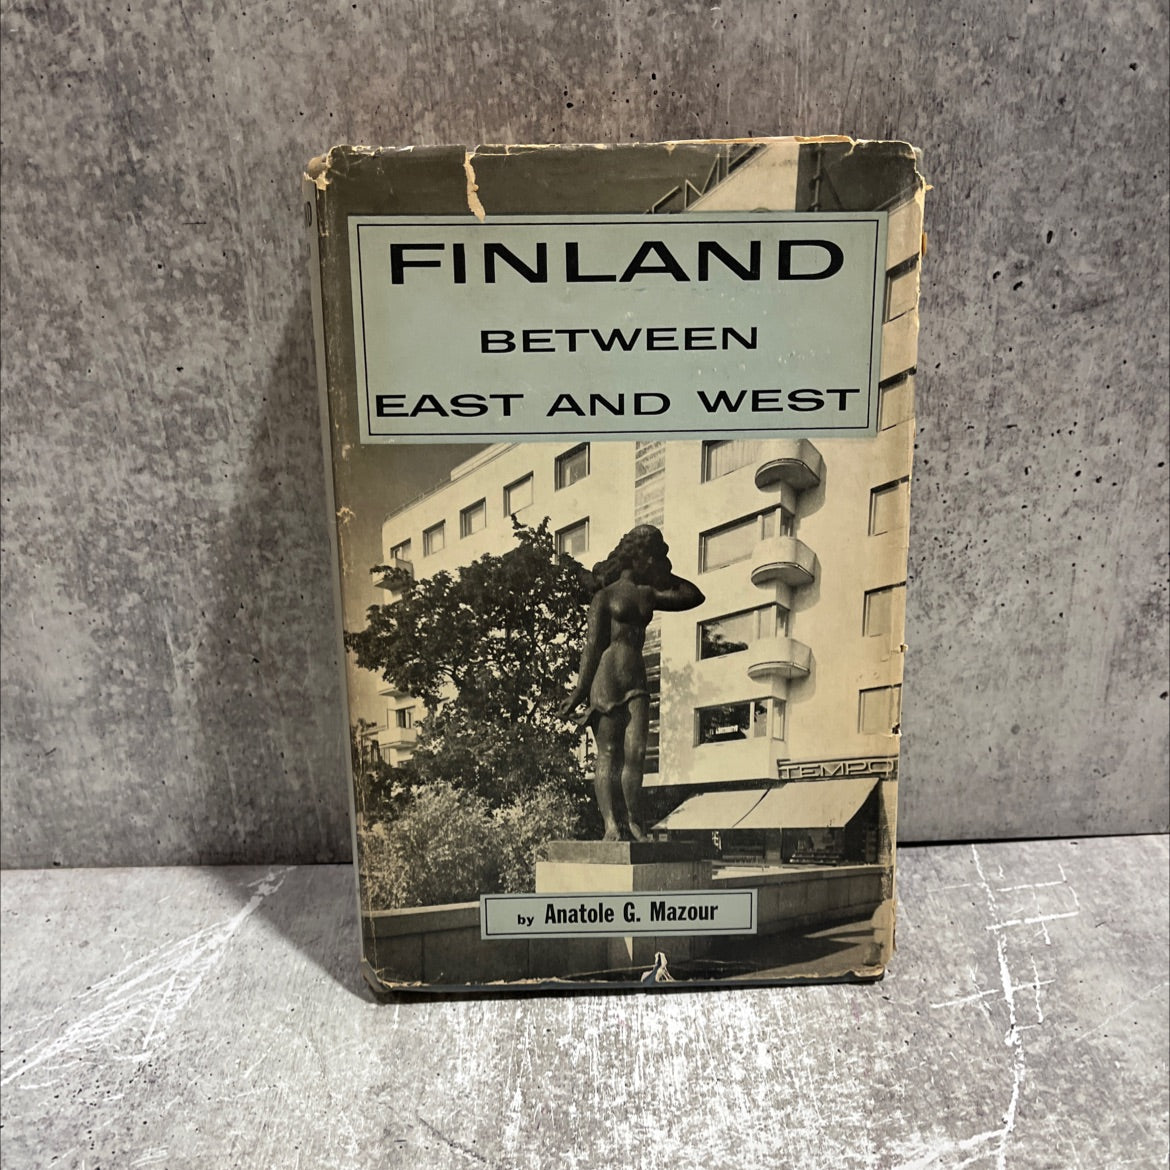 FINLAND
BETWEEN
EAST AND WEST
TEMPO
by Anatole G. Mazour